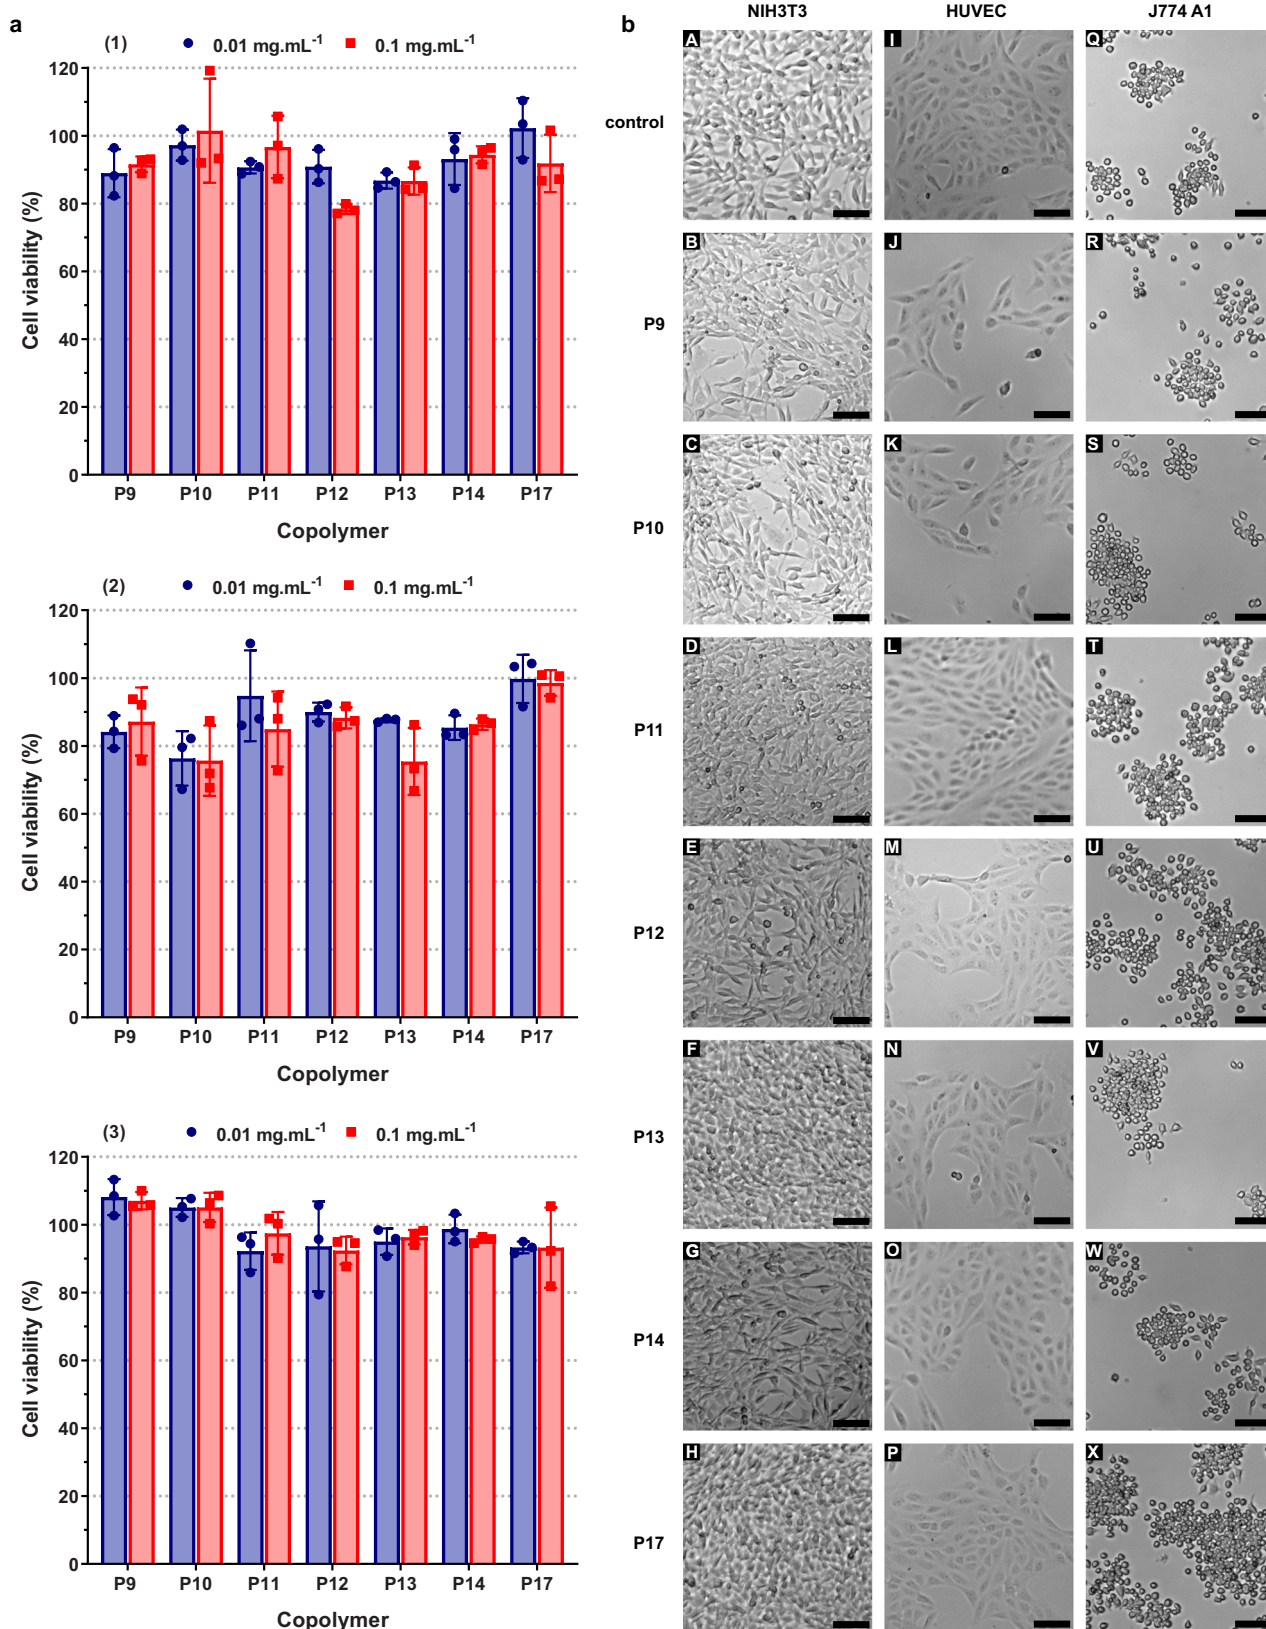 a
(1) 0.01 mg.mL-1 0.1 mg.mL-1
120
100
80
60
40
20
0
Cell viability (%)
P9 P10 P11 P12 P13 P14 P17
Copolymer
(2) 0.01 mg.mL-1 0.1 mg.mL-1
120
100
80
60
40
20
0
Cell viability (%)
P9 P10 P11 P12 P13 P14 P17
Copolymer
(3) 0.01 mg.mL-1 0.1 mg.mL-1
120
100
80
60
40
20
0
Cell viability (%)
P9 P10 P11 P12 P13 P14 P17
Copolymer
b
NIH3T3 HUVEC J774 A1
control A I Q
P9 B J R
P10 C K S
P11 D L T
P12 E M U
P13 F N V
P14 G O W
P17 H P X